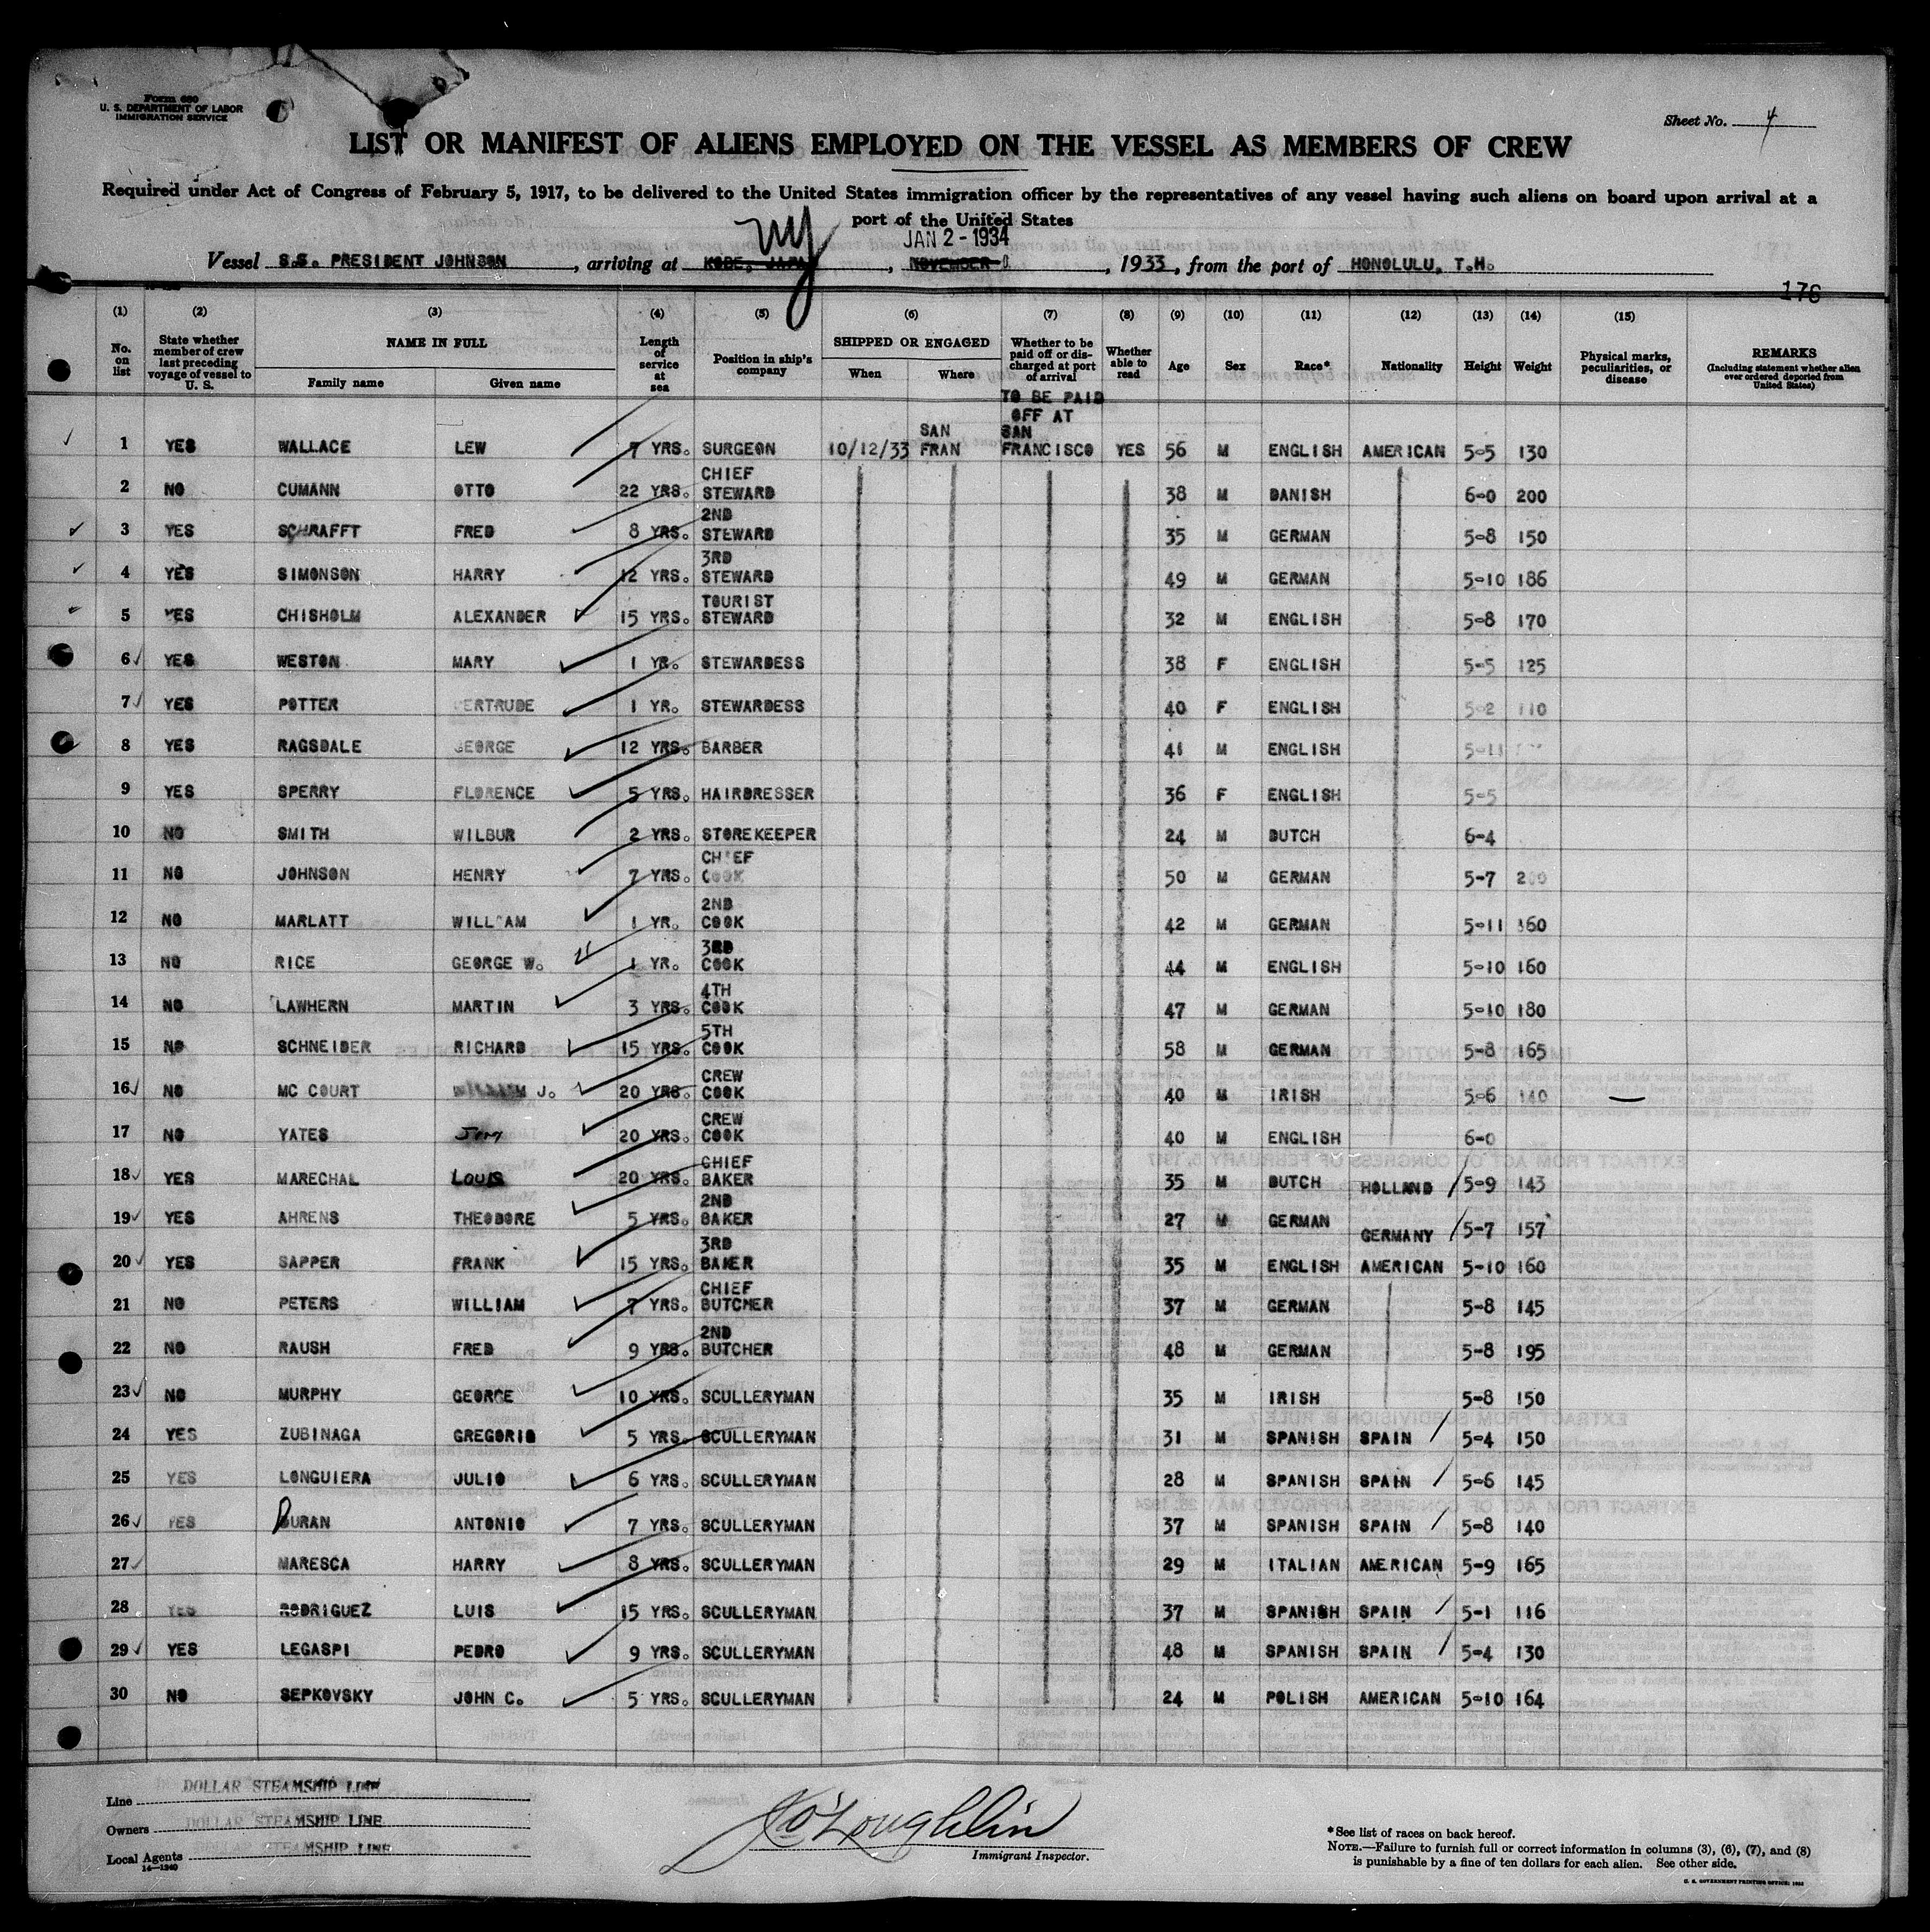 Form 680
U. S. DEPARTMENT OF LABOR
IMMIGRATION SERVICE
Sheet No. 4
LIST OR MANIFEST OF ALIENS EMPLOYED ON THE VESSEL AS MEMBERS OF CREW
Required under Act of Congress of February 5, 1917, to be delivered to the United States immigration officer by the representatives of any vessel having such aliens on board upon arrival at a
port of the United States
NY JAN 2 - 1934
Vessel S.S. PRESIDENT JOHNSON, arriving at KOBE, JAPAN, NOVEMBER, 1933, from the port of HONOLULU, T.H.
176
(1) (2) (3) (4) (5) (6) (7) (8) (9) (10) (11) (12) (13) (14) (15)
No. on list State whether member of crew last preceding voyage of vessel to U. S. NAME IN FULL Family name Given name Length of service at sea Position in ship's company SHIPPED OR ENGAGED When Where Whether to be paid off or discharged at port of arrival Whether able to read Age Sex Race* Nationality Height Weight Physical marks, peculiarities, or disease REMARKS (Including statement whether alien ever ordered deported from United States)
1 YES WALLACE LEW 7 YRS. SURGEON 10/12/33 SAN FRAN TO BE PAID OFF AT SAN FRANCISCO YES 56 M ENGLISH AMERICAN 5-5 130
2 NO CUMANN OTTO 22 YRS. CHIEF STEWARD 38 M DANISH 6-0 200
3 YES SCHRAFFT FRED 8 YRS. 2ND STEWARD 35 M GERMAN 5-8 150
4 YES SIMONSON HARRY 12 YRS. 3RD STEWARD 49 M GERMAN 5-10 186
5 YES CHISHOLM ALEXANDER 15 YRS. TOURIST STEWARD 32 M ENGLISH 5-8 170
6 YES WESTON MARY 1 YR. STEWARDESS 38 F ENGLISH 5-5 125
7 YES POTTER GERTRUDE 1 YR. STEWARDESS 40 F ENGLISH 5-2 110
8 YES RAGSDALE GEORGE 12 YRS. BARBER 41 M ENGLISH 5-11
9 YES SPERRY FLORENCE 5 YRS. HAIRDRESSER 36 F ENGLISH 5-5
10 NO SMITH WILBUR 2 YRS. STOREKEEPER 24 M DUTCH 6-4
11 NO JOHNSON HENRY 7 YRS. CHIEF COOK 50 M GERMAN 5-7
12 NO MARLATT WILLIAM 1 YR. 2ND COOK 42 M GERMAN 5-11 160
13 NO RICE GEORGE W. 1 YR. 3RD COOK 44 M ENGLISH 5-10 160
14 NO LAWHERN MARTIN 3 YRS. 4TH COOK 47 M GERMAN 5-10 180
15 NO SCHNEIDER RICHARD 15 YRS. 5TH COOK 58 M GERMAN 5-8 165
16 NO MC COURT WILLIAM J. 20 YRS. CREW COOK 40 M IRISH 5-6 140
17 NO YATES 20 YRS. CREW COOK 40 M ENGLISH 6-0
18 YES MARECHAL LOUIS 20 YRS. CHIEF BAKER 35 M DUTCH HOLLAND 5-9 143
19 YES AHRENS THEODORE 5 YRS. 2ND BAKER 27 M GERMAN GERMANY 5-7 157
20 YES SAPPER FRANK 15 YRS. 3RD BAKER 35 M ENGLISH AMERICAN 5-10 160
21 NO PETERS WILLIAM 7 YRS. CHIEF BUTCHER 37 M GERMAN 5-8 145
22 NO RAUSH FRED 9 YRS. 2ND BUTCHER 48 M GERMAN 5-8 195
23 NO MURPHY GEORGE 10 YRS. SCULLERYMAN 35 M IRISH 5-8 150
24 YES ZUBINAGA GREGORIO 5 YRS. SCULLERYMAN 31 M SPANISH SPAIN 5-4 150
25 YES LONGUIERA JULIO 6 YRS. SCULLERYMAN 28 M SPANISH SPAIN 5-6 145
26 YES DURAN ANTONIO 7 YRS. SCULLERYMAN 37 M SPANISH SPAIN 5-8 140
27 MARESCA HARRY 8 YRS. SCULLERYMAN 29 M ITALIAN AMERICAN 5-9 165
28 YES RODRIGUEZ LUIS 15 YRS. SCULLERYMAN 37 M SPANISH SPAIN 5-1 116
29 YES LEGASPI PEDRO 9 YRS. SCULLERYMAN 48 M SPANISH SPAIN 5-4 130
30 NO SEPKOVSKY JOHN C. 5 YRS. SCULLERYMAN 24 M POLISH AMERICAN 5-10 164
Line DOLLAR STEAMSHIP LINE
Owners DOLLAR STEAMSHIP LINE
Local Agents DOLLAR STEAMSHIP LINE
14—1240
O'Loughlin
Immigrant Inspector.
*See list of races on back hereof.
NOTE.—Failure to furnish full or correct information in columns (3), (6), (7), and (8)
is punishable by a fine of ten dollars for each alien. See other side.
U. S. GOVERNMENT PRINTING OFFICE: 1932